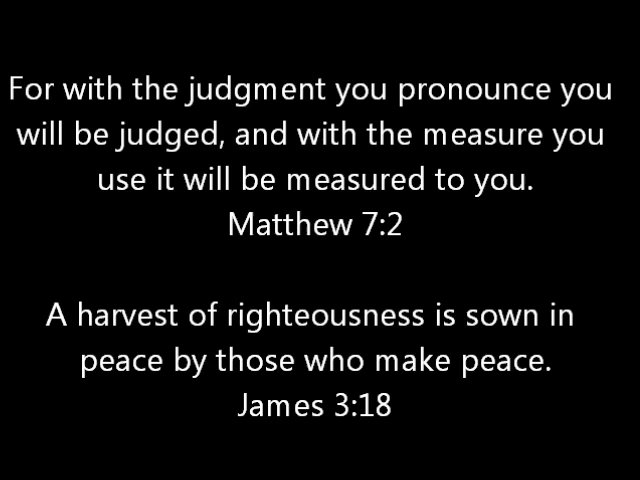 For with the judgment you pronounce you
will be judged, and with the measure you
use it will be measured to you.
Matthew 7:2
A harvest of righteousness is sown in
peace by those who make peace.
James 3:18